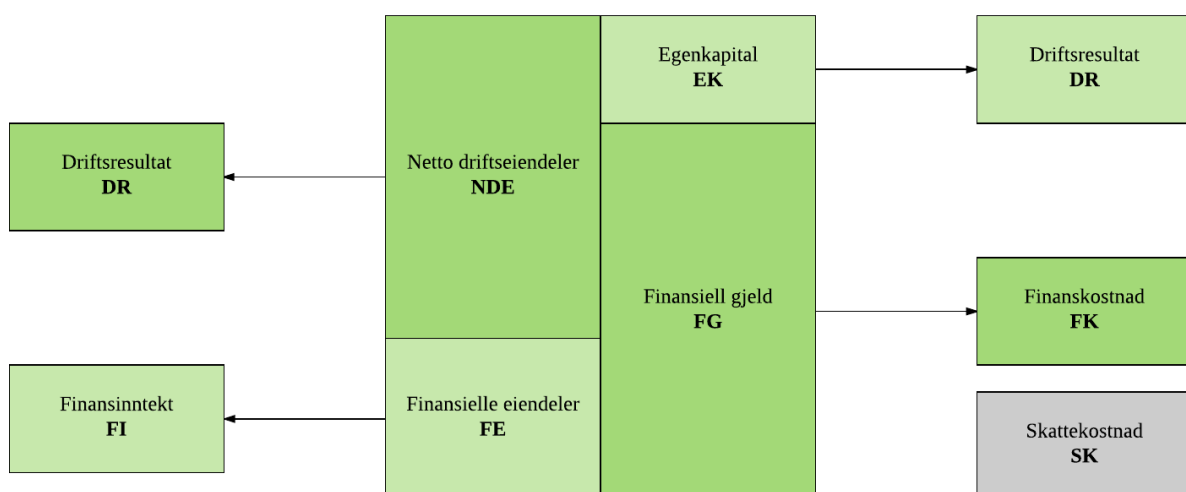 Egenkapital
EK
Driftsresultat
DR
Driftsresultat
DR
Netto driftseiendeler
NDE
Finansiell gjeld
FG
Finanskostnad
FK
Finansinntekt
FI
Finansielle eiendeler
FE
Skattekostnad
SK